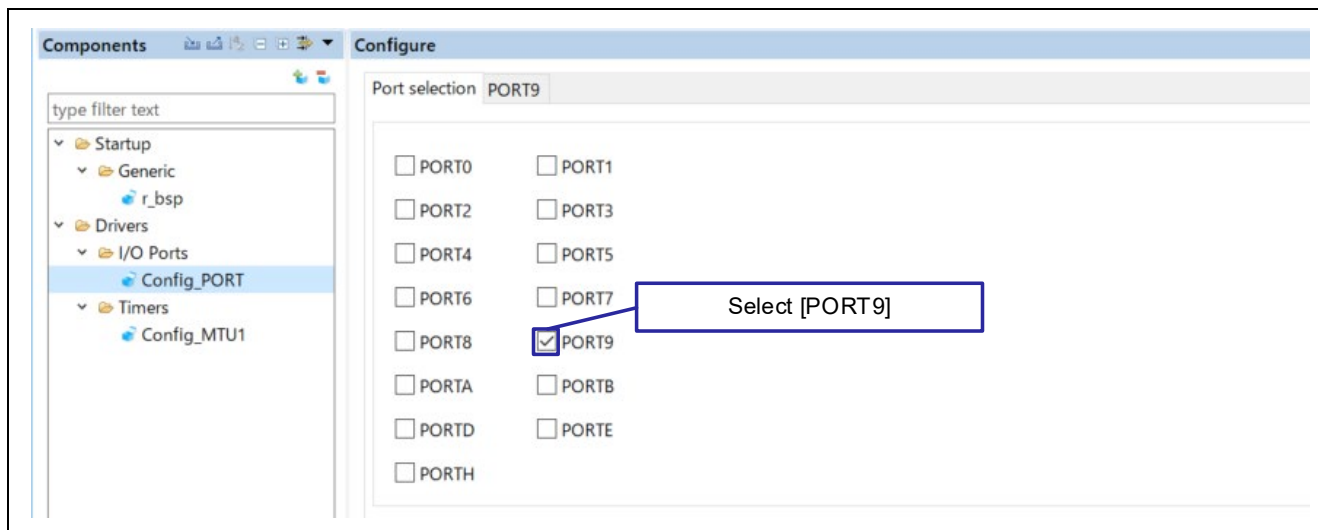 Components
Configure
Port selection PORT9
type filter text
Startup
Generic
r_bsp
Drivers
I/O Ports
Config_PORT
Timers
Config_MTU1
PORT0 PORT1
PORT2 PORT3
PORT4 PORT5
PORT6 PORT7
PORT8 PORT9
PORTA PORTB
PORTD PORTE
PORTH
Select [PORT9]